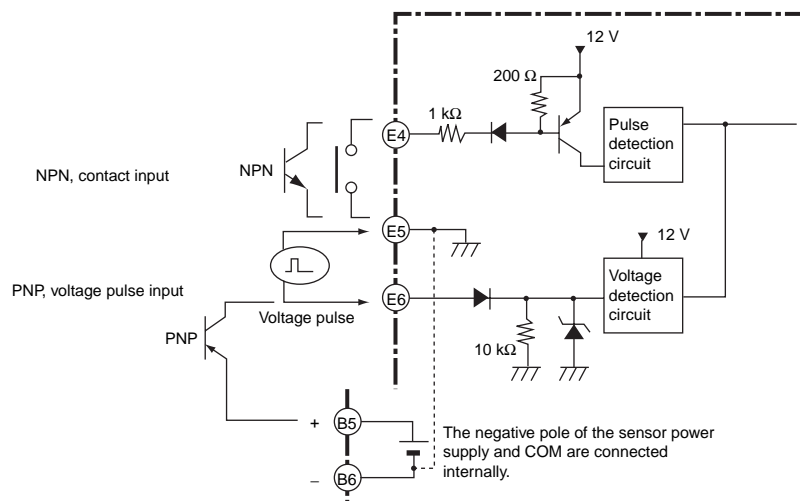 12 V
200 Ω
1 kΩ
E4
Pulse
detection
circuit
NPN
NPN, contact input
E5
12 V
PNP, voltage pulse input
E6
Voltage
detection
circuit
Voltage pulse
PNP
10 kΩ
+
B5
The negative pole of the sensor power
supply and COM are connected
internally.
–
B6